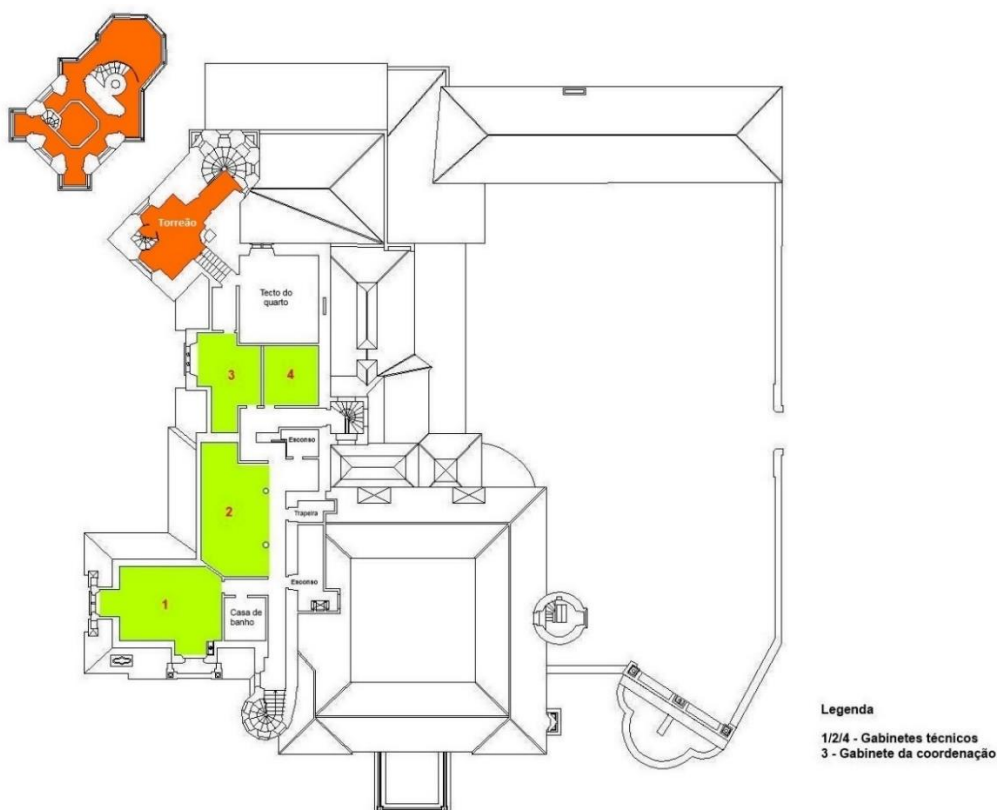 Torreão
Tecto do
quarto
3
4
Esconso
2
Trapeira
Esconso
1
Casa de
banho
Legenda
1/2/4 - Gabinetes técnicos
3 - Gabinete da coordenação